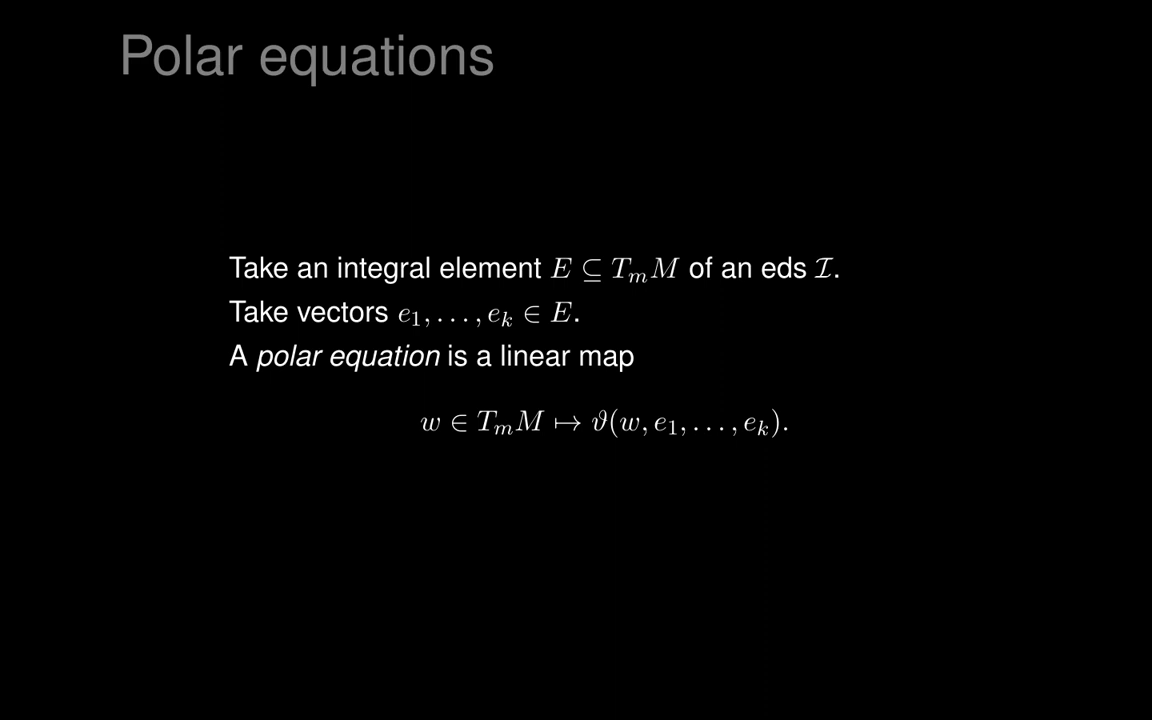 Polar equations
Take an integral element $E \subseteq T_m M$ of an eds $\mathcal{I}$.
Take vectors $e_1, \ldots, e_k \in E$.
A polar equation is a linear map
$w \in T_m M \mapsto \vartheta(w, e_1, \ldots, e_k).$